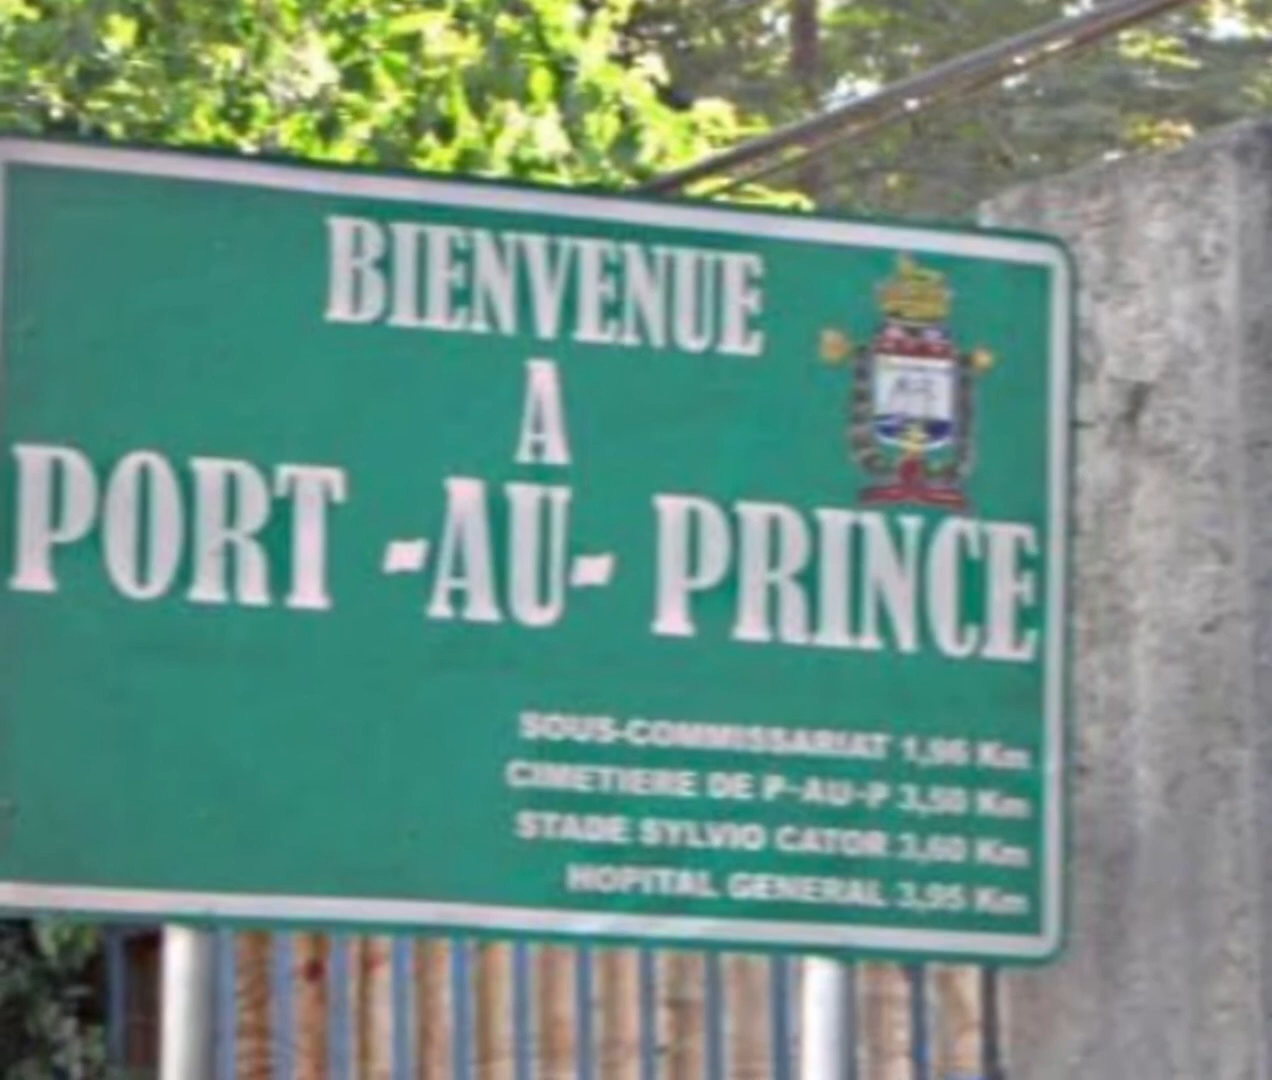 BIENVENUE
A
PORT -AU- PRINCE
SOUS-COMMISSARIAT 1,96 Km
CIMETIERE DE P-AU-P 3,50 Km
STADE SYLVIO CATOR 3,60 Km
HOPITAL GENERAL 3,95 Km